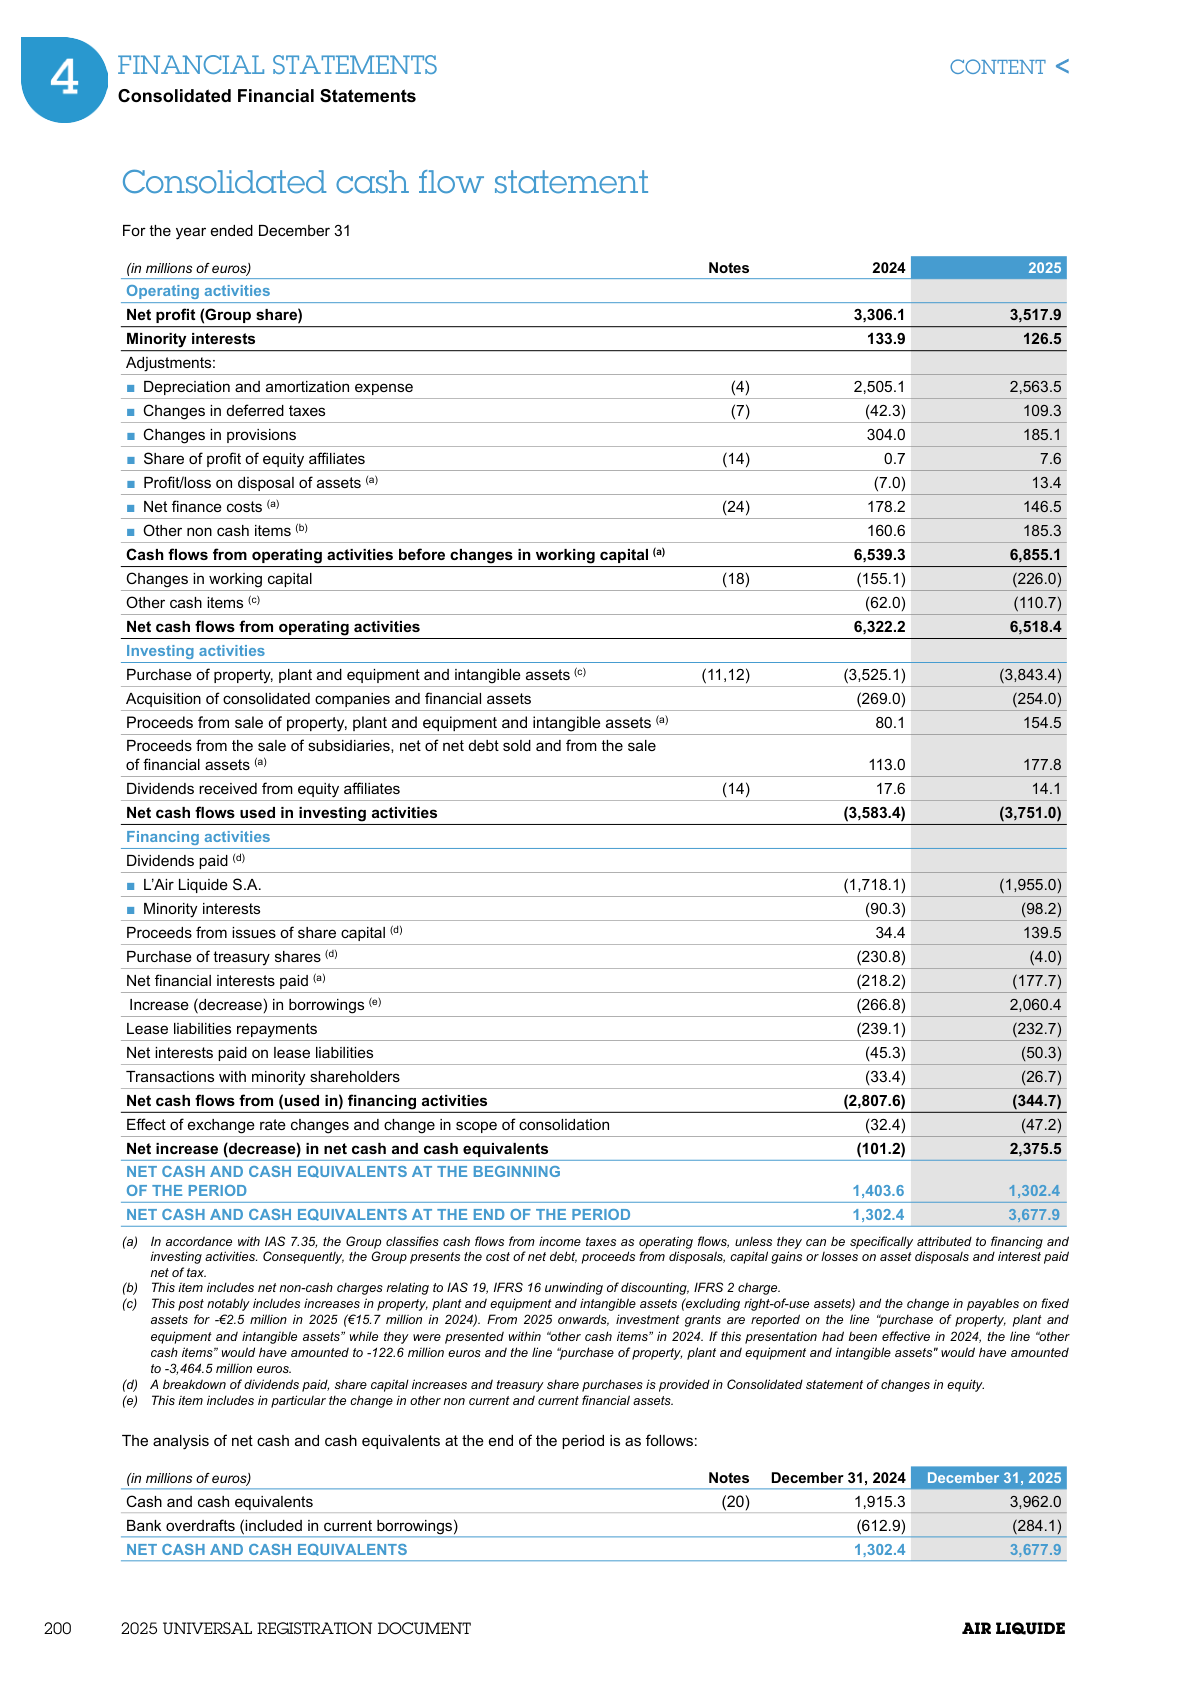 4
FINANCIAL STATEMENTS
CONTENT <
Consolidated Financial Statements
Consolidated cash flow statement
For the year ended December 31
(in millions of euros) Notes 2024 2025
Operating activities
Net profit (Group share) 3,306.1 3,517.9
Minority interests 133.9 126.5
Adjustments:
■ Depreciation and amortization expense (4) 2,505.1 2,563.5
■ Changes in deferred taxes (7) (42.3) 109.3
■ Changes in provisions 304.0 185.1
■ Share of profit of equity affiliates (14) 0.7 7.6
■ Profit/loss on disposal of assets (a) (7.0) 13.4
■ Net finance costs (a) (24) 178.2 146.5
■ Other non cash items (b) 160.6 185.3
Cash flows from operating activities before changes in working capital (a) 6,539.3 6,855.1
Changes in working capital (18) (155.1) (226.0)
Other cash items (c) (62.0) (110.7)
Net cash flows from operating activities 6,322.2 6,518.4
Investing activities
Purchase of property, plant and equipment and intangible assets (c) (11,12) (3,525.1) (3,843.4)
Acquisition of consolidated companies and financial assets (269.0) (254.0)
Proceeds from sale of property, plant and equipment and intangible assets (a) 80.1 154.5
Proceeds from the sale of subsidiaries, net of net debt sold and from the sale
of financial assets (a) 113.0 177.8
Dividends received from equity affiliates (14) 17.6 14.1
Net cash flows used in investing activities (3,583.4) (3,751.0)
Financing activities
Dividends paid (d)
■ L'Air Liquide S.A. (1,718.1) (1,955.0)
■ Minority interests (90.3) (98.2)
Proceeds from issues of share capital (d) 34.4 139.5
Purchase of treasury shares (d) (230.8) (4.0)
Net financial interests paid (a) (218.2) (177.7)
Increase (decrease) in borrowings (e) (266.8) 2,060.4
Lease liabilities repayments (239.1) (232.7)
Net interests paid on lease liabilities (45.3) (50.3)
Transactions with minority shareholders (33.4) (26.7)
Net cash flows from (used in) financing activities (2,807.6) (344.7)
Effect of exchange rate changes and change in scope of consolidation (32.4) (47.2)
Net increase (decrease) in net cash and cash equivalents (101.2) 2,375.5
NET CASH AND CASH EQUIVALENTS AT THE BEGINNING
OF THE PERIOD 1,403.6 1,302.4
NET CASH AND CASH EQUIVALENTS AT THE END OF THE PERIOD 1,302.4 3,677.9
(a) In accordance with IAS 7.35, the Group classifies cash flows from income taxes as operating flows, unless they can be specifically attributed to financing and
investing activities. Consequently, the Group presents the cost of net debt, proceeds from disposals, capital gains or losses on asset disposals and interest paid
net of tax.
(b) This item includes net non-cash charges relating to IAS 19, IFRS 16 unwinding of discounting, IFRS 2 charge.
(c) This post notably includes increases in property, plant and equipment and intangible assets (excluding right-of-use assets) and the change in payables on fixed
assets for -€2.5 million in 2025 (€15.7 million in 2024). From 2025 onwards, investment grants are reported on the line “purchase of property, plant and
equipment and intangible assets” while they were presented within “other cash items” in 2024. If this presentation had been effective in 2024, the line “other
cash items” would have amounted to -122.6 million euros and the line “purchase of property, plant and equipment and intangible assets" would have amounted
to -3,464.5 million euros.
(d) A breakdown of dividends paid, share capital increases and treasury share purchases is provided in Consolidated statement of changes in equity.
(e) This item includes in particular the change in other non current and current financial assets.
The analysis of net cash and cash equivalents at the end of the period is as follows:
(in millions of euros) Notes December 31, 2024 December 31, 2025
Cash and cash equivalents (20) 1,915.3 3,962.0
Bank overdrafts (included in current borrowings) (612.9) (284.1)
NET CASH AND CASH EQUIVALENTS 1,302.4 3,677.9
200 2025 UNIVERSAL REGISTRATION DOCUMENT AIR LIQUIDE